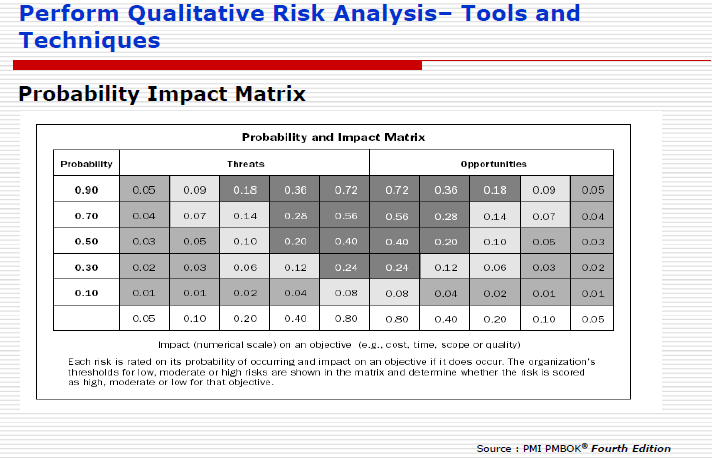 Perform Qualitative Risk Analysis– Tools and
Techniques
Probability Impact Matrix
Probability and Impact Matrix
Probability Threats Opportunities
0.90 0.05 0.09 0.18 0.36 0.72 0.72 0.36 0.18 0.09 0.05
0.70 0.04 0.07 0.14 0.28 0.56 0.56 0.28 0.14 0.07 0.04
0.50 0.03 0.05 0.10 0.20 0.40 0.40 0.20 0.10 0.05 0.03
0.30 0.02 0.03 0.06 0.12 0.24 0.24 0.12 0.06 0.03 0.02
0.10 0.01 0.01 0.02 0.04 0.08 0.08 0.04 0.02 0.01 0.01
0.05 0.10 0.20 0.40 0.80 0.80 0.40 0.20 0.10 0.05
Impact (numerical scale) on an objective (e.g., cost, time, scope or quality)
Each risk is rated on its probability of occurring and impact on an objective if it does occur. The organization's
thresholds for low, moderate or high risks are shown in the matrix and determine whether the risk is scored
as high, moderate or low for that objective.
Source : PMI PMBOK® Fourth Edition